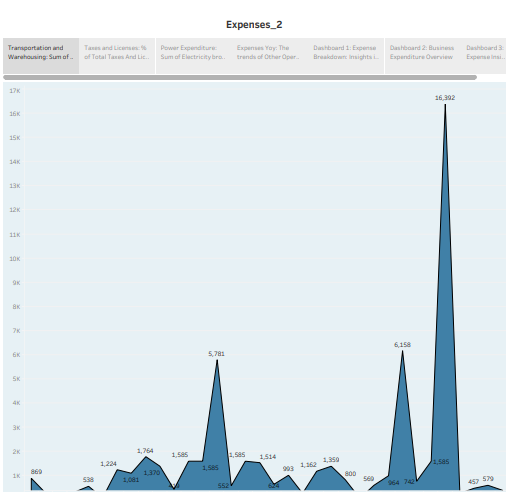 Expenses_2
Transportation and
Warehousing: Sum of ..
Taxes and Licenses: %
of Total Taxes And Lic..
Power Expenditure:
Sum of Electricity bro..
Expenses Yoy: The
trends of Other Oper..
Dashboard 1: Expense
Breakdown: Insights i..
Dashboard 2: Business
Expenditure Overview
Dashboard 3:
Expense Insi..
17K
16K
15K
14K
13K
12K
11K
10K
9K
8K
7K
6K
5K
4K
3K
2K
1K
869
538
1,224
1,081
1,764
1,370
1,585
1,585
5,781
552
1,585
1,514
624
993
1,162
1,359
800
569
964
6,158
742
1,585
16,392
457
579